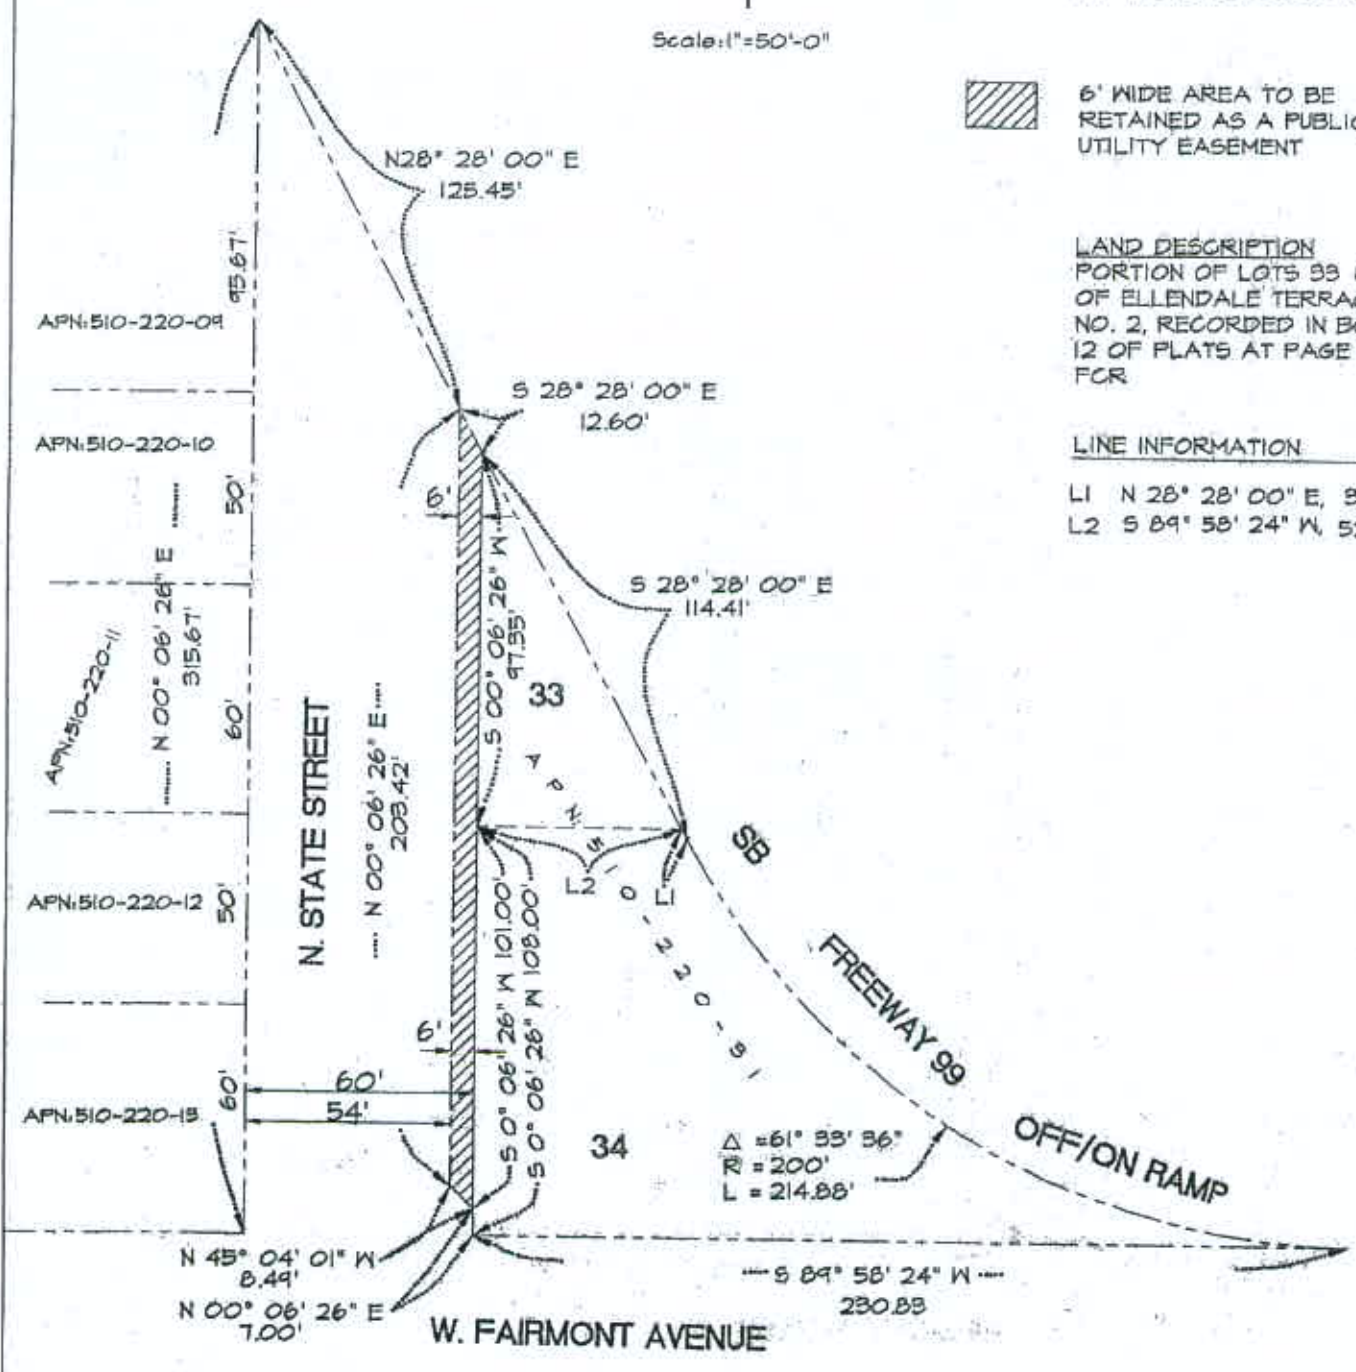 Scale:1"=50'-0"
6' WIDE AREA TO BE
RETAINED AS A PUBLIC
UTILITY EASEMENT
LAND DESCRIPTION
PORTION OF LOTS 33
OF ELLENDALE
NO. 2, RECORDED IN
12 OF PLATS AT PAGE
FCR
LINE INFORMATION
L1 N 28° 28' 00" E,
L2 S 89° 58' 24" W,
N28° 28' 00" E
125.45'
93.67'
APN:510-220-09
S 28° 28' 00" E
12.60'
APN:510-220-10
50'
6'
N 00° 06' 26" E
315.67'
APN:510-220-11
60'
S 00° 06' 26" W
97.35'
S 28° 28' 00" E
114.41'
33
N. STATE STREET
N 00° 06' 26" E
203.42'
APN:510-220-31
SB
FREEWAY 99
OFF/ON RAMP
L2
L1
APN:510-220-12
50'
S 0° 06' 26" W 101.00'
S 0° 06' 26" W 108.00'
6'
60'
54'
60'
APN:510-220-13
34
Δ =61° 33' 36"
R = 200'
L = 214.88'
N 45° 04' 01" W
8.49'
N 00° 06' 26" E
7.00'
S 89° 58' 24" W
230.83
W. FAIRMONT AVENUE